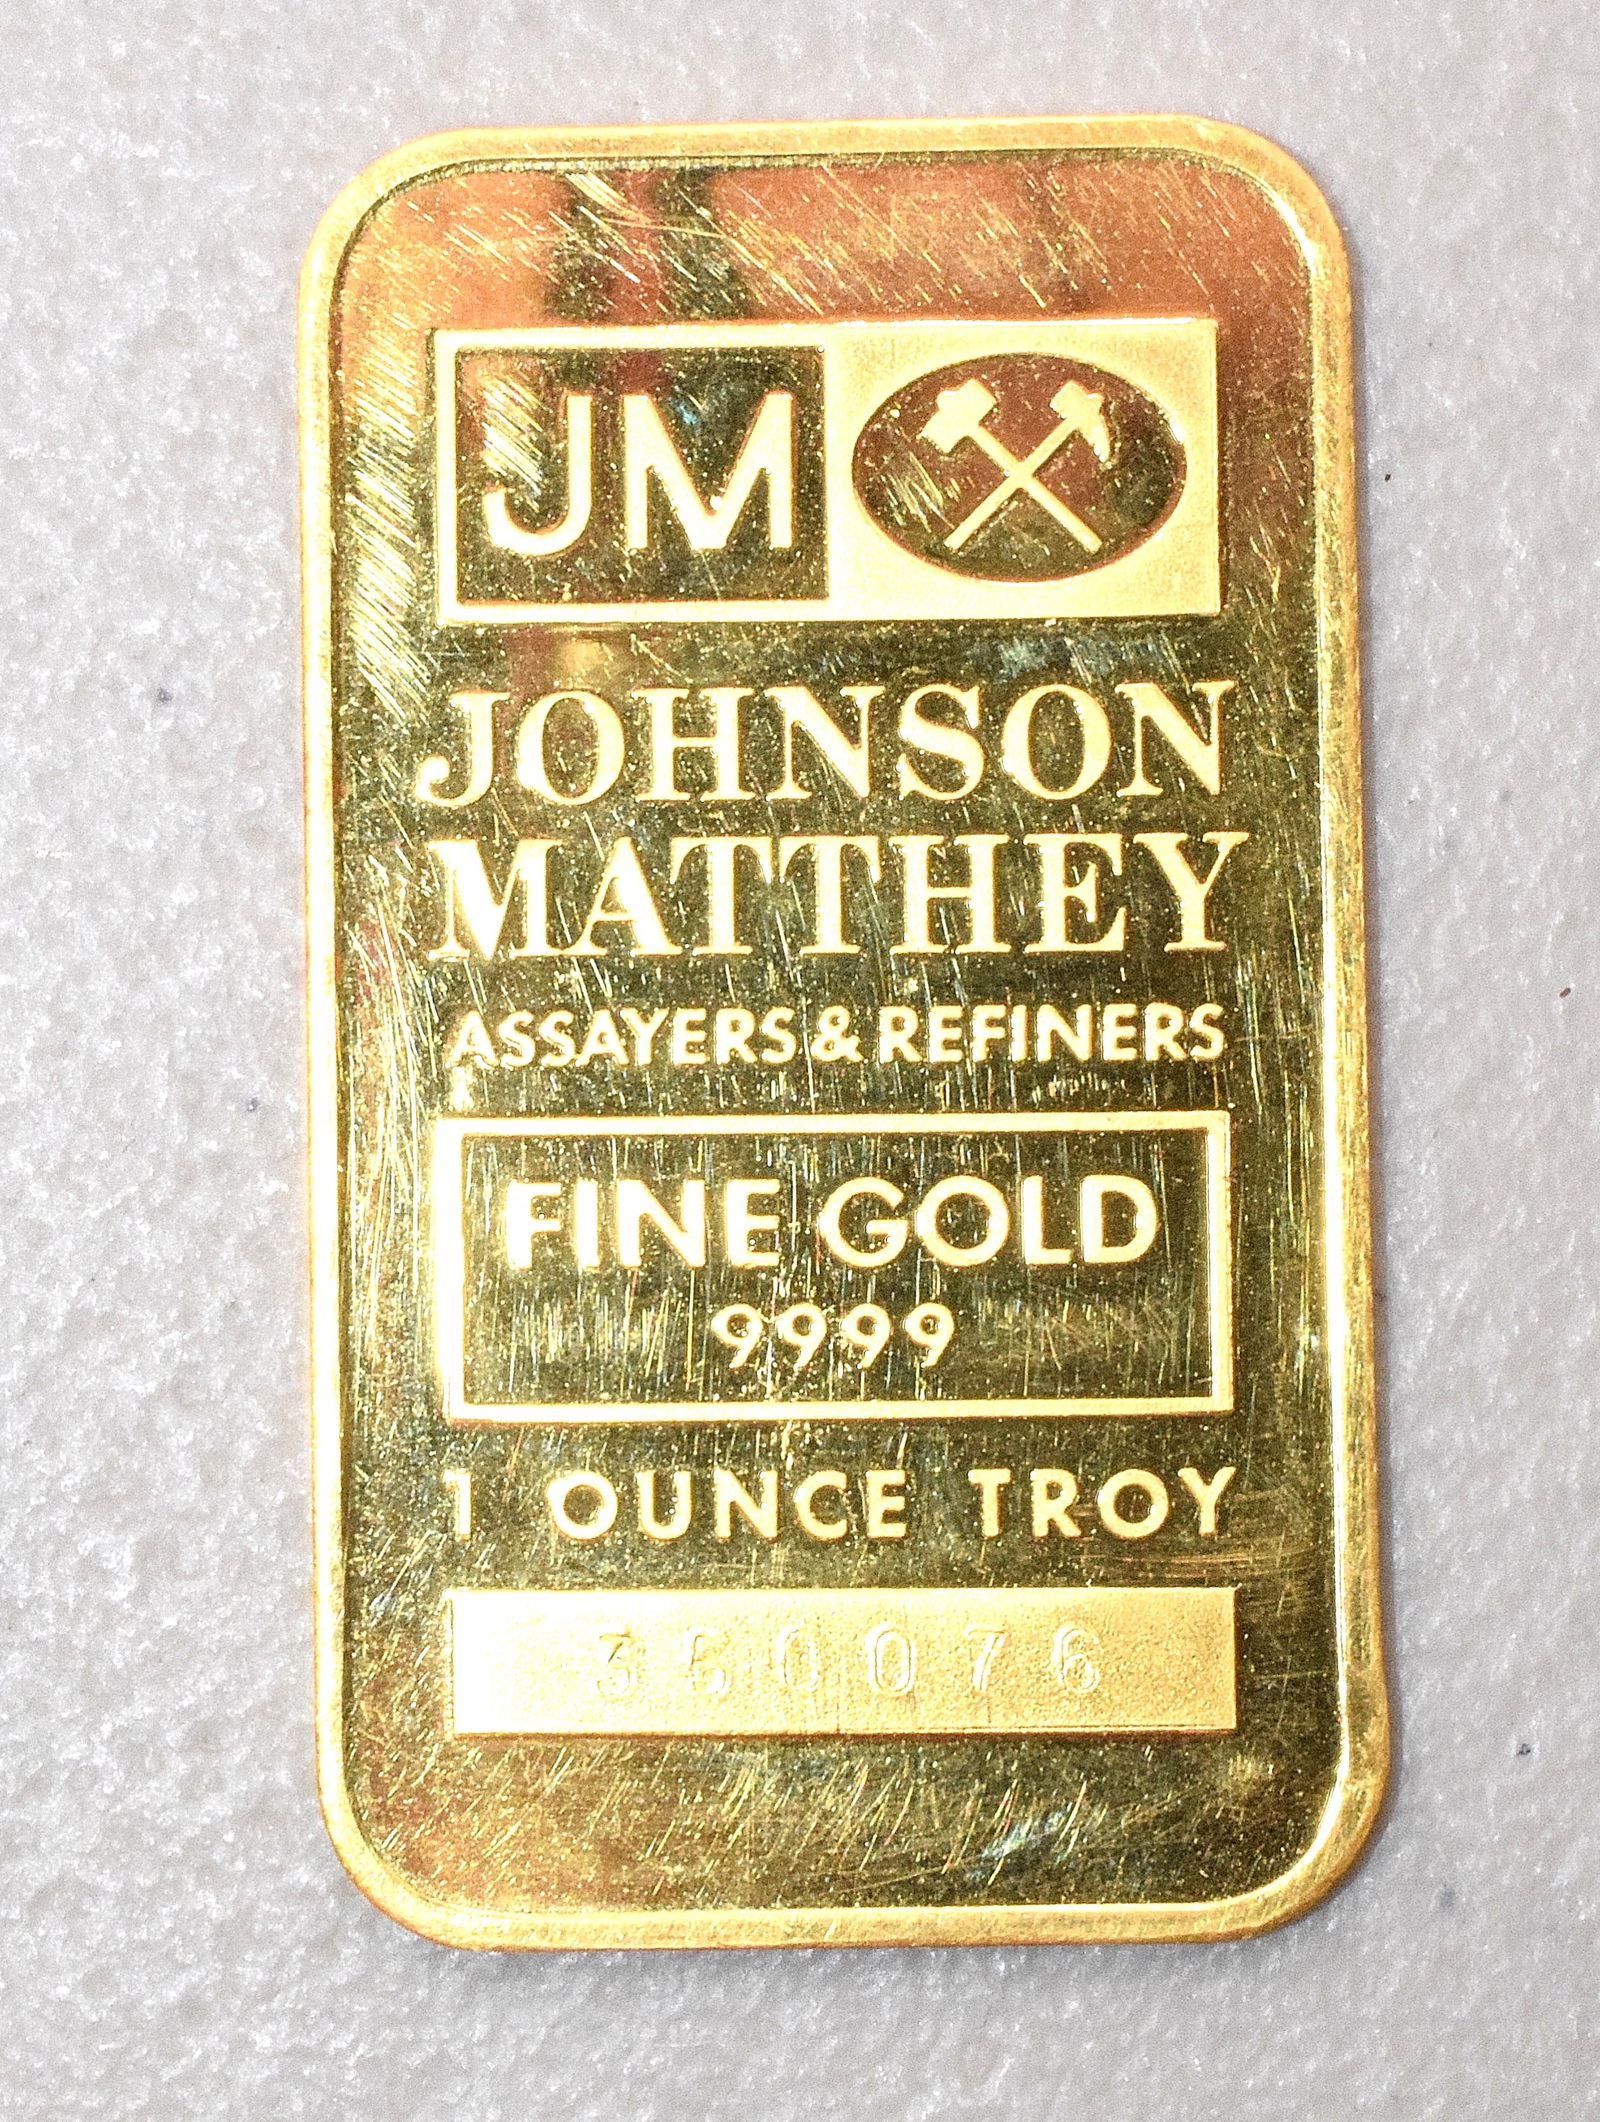 JM
JOHNSON
MATTHEY
ASSAYERS & REFINERS
FINE GOLD
9999
1 OUNCE TROY
350076